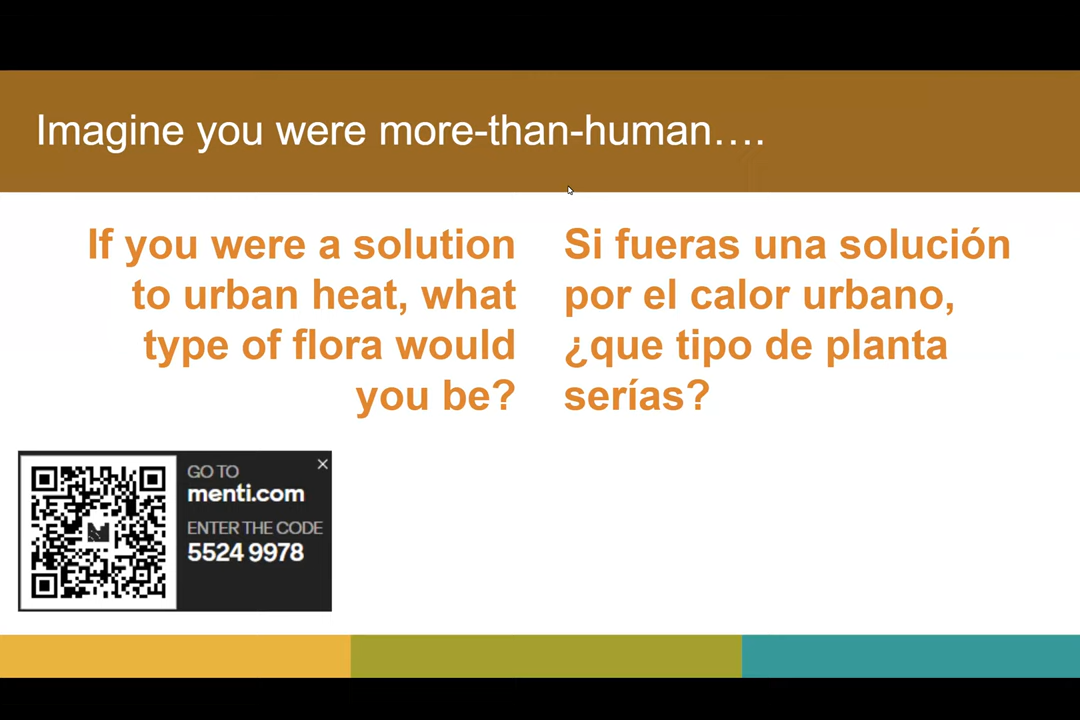 Imagine you were more-than-human….
If you were a solution
to urban heat, what
type of flora would
you be?
Si fueras una solución
por el calor urbano,
¿que tipo de planta
serías?
GO TO
menti.com
ENTER THE CODE
5524 9978